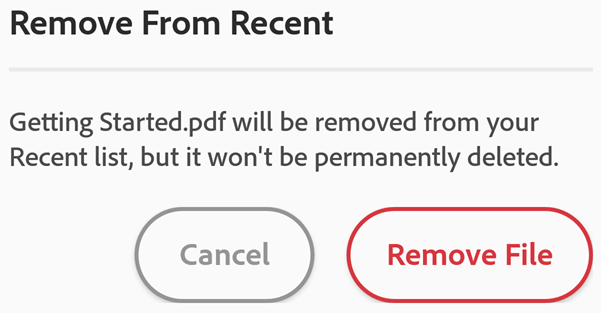 Remove From Recent
Getting Started.pdf will be removed from your
Recent list, but it won't be permanently deleted.
Cancel
Remove File